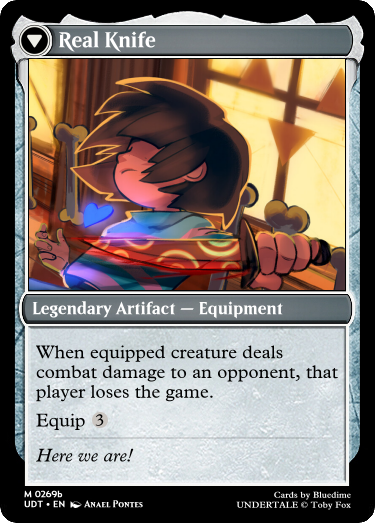 Real Knife
Legendary Artifact — Equipment
When equipped creature deals
combat damage to an opponent, that
player loses the game.
Equip 3
Here we are!
M 0269b
UDT • EN Anael Pontes
Cards by Bluedime
UNDERTALE © Toby Fox